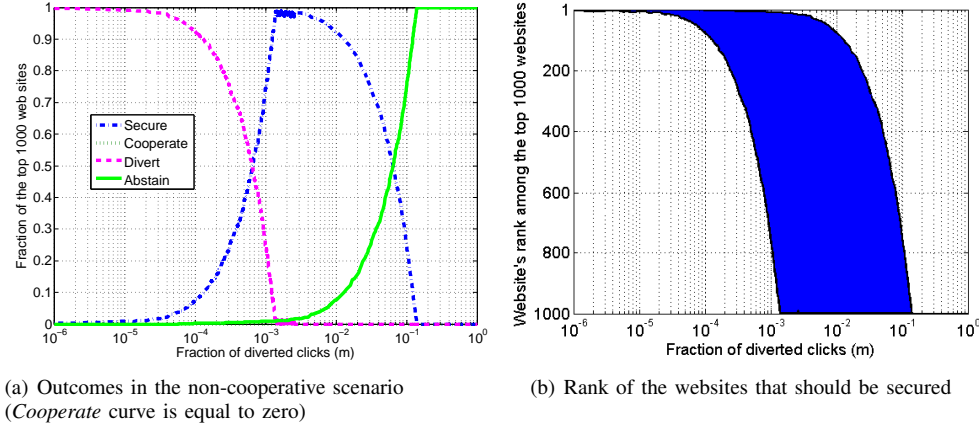 1
0.9
0.8
0.7
0.6
0.5
0.4
0.3
0.2
0.1
0
Fraction of the top 1000 web sites
Secure
Cooperate
Divert
Abstain
10^-6 10^-5 10^-4 10^-3 10^-2 10^-1 10^0
Fraction of diverted clicks (m)
(a) Outcomes in the non-cooperative scenario
(Cooperate curve is equal to zero)
1
200
400
600
800
1000
Website's rank among the top 1000 websites
10^-6 10^-5 10^-4 10^-3 10^-2 10^-1 10^0
Fraction of diverted clicks (m)
(b) Rank of the websites that should be secured